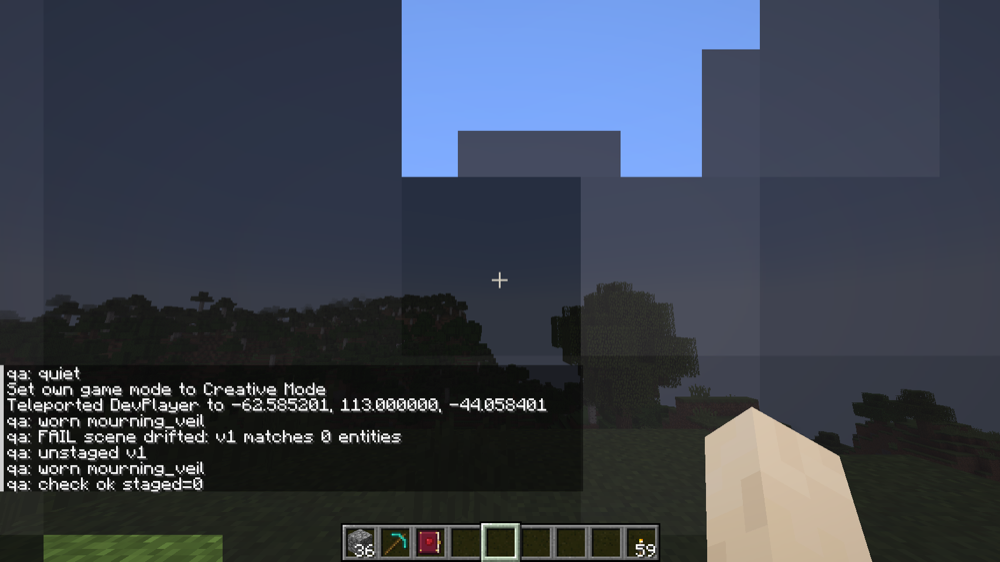 qa: quiet
Set own game mode to Creative Mode
Teleported DevPlayer to -62.585201, 113.000000, -44.058401
qa: worn mourning_veil
qa: FAIL scene drifted: v1 matches 0 entities
qa: unstaged v1
qa: worn mourning_veil
qa: check ok staged=0
36
59